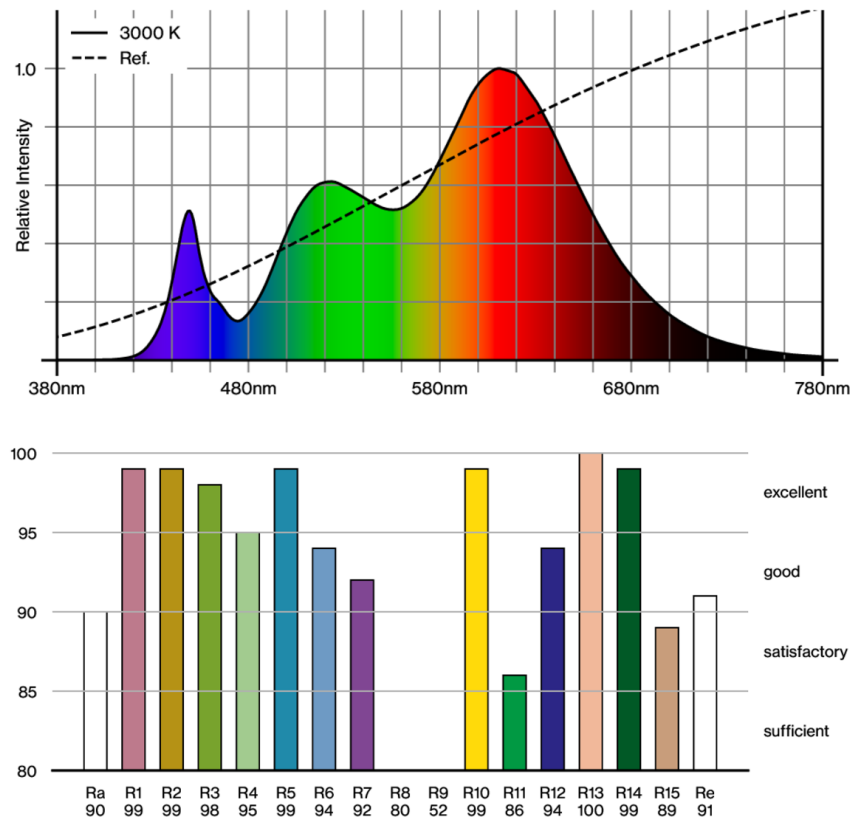 3000 K
Ref.
1.0
Relative Intensity
380nm 480nm 580nm 680nm 780nm
100
excellent
95
good
90
satisfactory
85
sufficient
80
Ra R1 R2 R3 R4 R5 R6 R7 R8 R9 R10 R11 R12 R13 R14 R15 Re
90 99 99 98 95 99 94 92 80 52 99 86 94 100 99 89 91